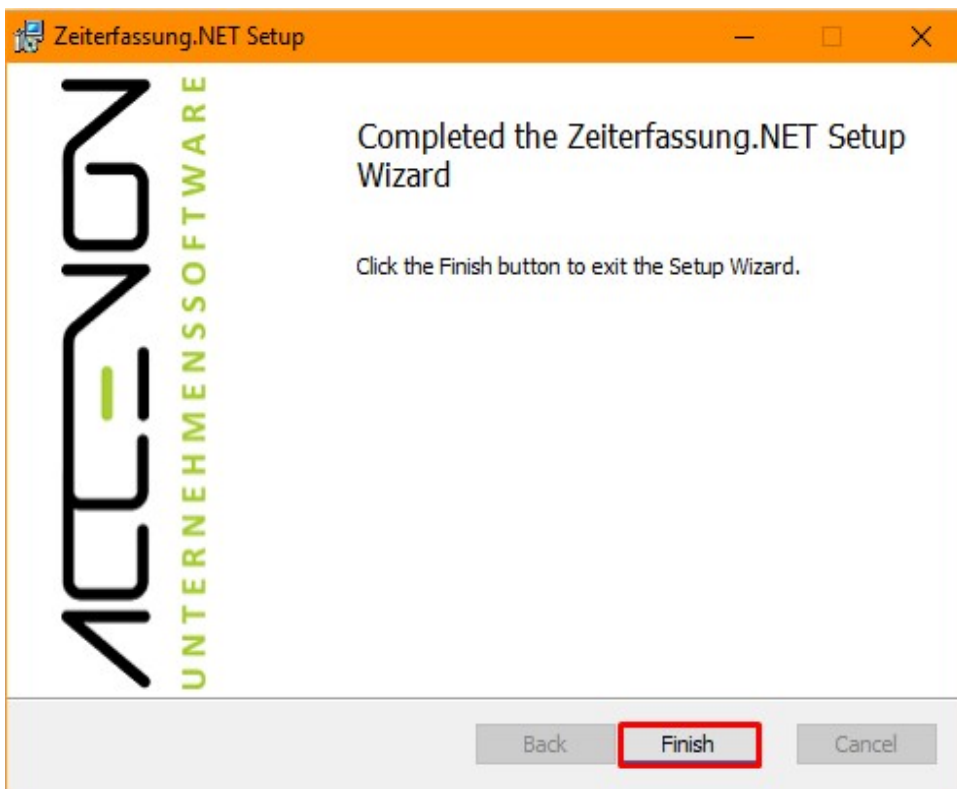 Zeiterfassung.NET Setup
ACCENON
UNTERNEHMENSSOFTWARE
Completed the Zeiterfassung.NET Setup
Wizard
Click the Finish button to exit the Setup Wizard.
Back
Finish
Cancel